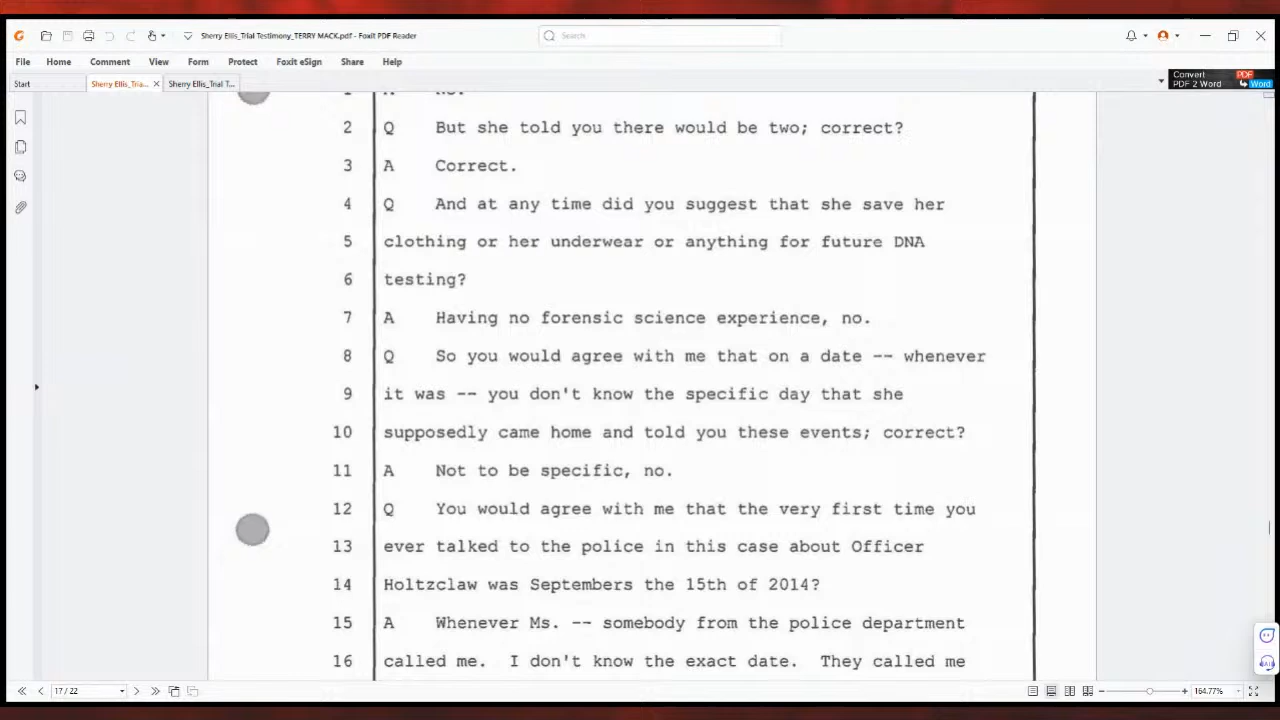 Sherry Ellis_Trial Testimony_TERRY MACK.pdf - Foxit PDF Reader
Search
File Home Comment View Form Protect Foxit eSign Share Help
Start Sherry Ellis_Tria... Sherry Ellis_Trial T...
Convert PDF
PDF 2 Word Word
2 Q But she told you there would be two; correct?
3 A Correct.
4 Q And at any time did you suggest that she save her
5 clothing or her underwear or anything for future DNA
6 testing?
7 A Having no forensic science experience, no.
8 Q So you would agree with me that on a date -- whenever
9 it was -- you don't know the specific day that she
10 supposedly came home and told you these events; correct?
11 A Not to be specific, no.
12 Q You would agree with me that the very first time you
13 ever talked to the police in this case about Officer
14 Holtzclaw was Septembers the 15th of 2014?
15 A Whenever Ms. -- somebody from the police department
16 called me. I don't know the exact date. They called me
17 / 22
164.77%